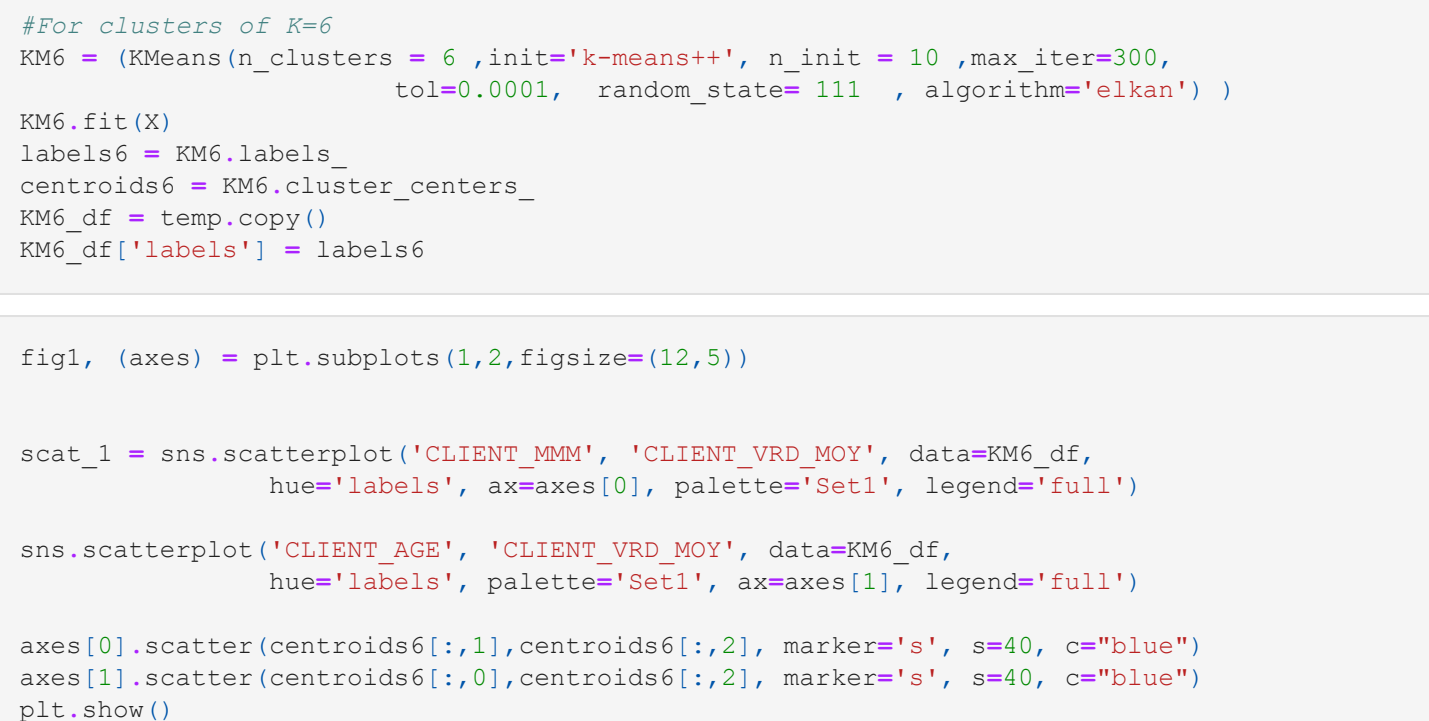 #For clusters of K=6
KM6 = (KMeans(n_clusters = 6 ,init='k-means++', n_init = 10 ,max_iter=300,
                        tol=0.0001,  random_state= 111  , algorithm='elkan') )
KM6.fit(X)
labels6 = KM6.labels_
centroids6 = KM6.cluster_centers_
KM6_df = temp.copy()
KM6_df['labels'] = labels6
fig1, (axes) = plt.subplots(1,2,figsize=(12,5))
scat_1 = sns.scatterplot('CLIENT_MMM', 'CLIENT_VRD_MOY', data=KM6_df,
                hue='labels', ax=axes[0], palette='Set1', legend='full')
sns.scatterplot('CLIENT_AGE', 'CLIENT_VRD_MOY', data=KM6_df,
                hue='labels', palette='Set1', ax=axes[1], legend='full')
axes[0].scatter(centroids6[:,1],centroids6[:,2], marker='s', s=40, c="blue")
axes[1].scatter(centroids6[:,0],centroids6[:,2], marker='s', s=40, c="blue")
plt.show()